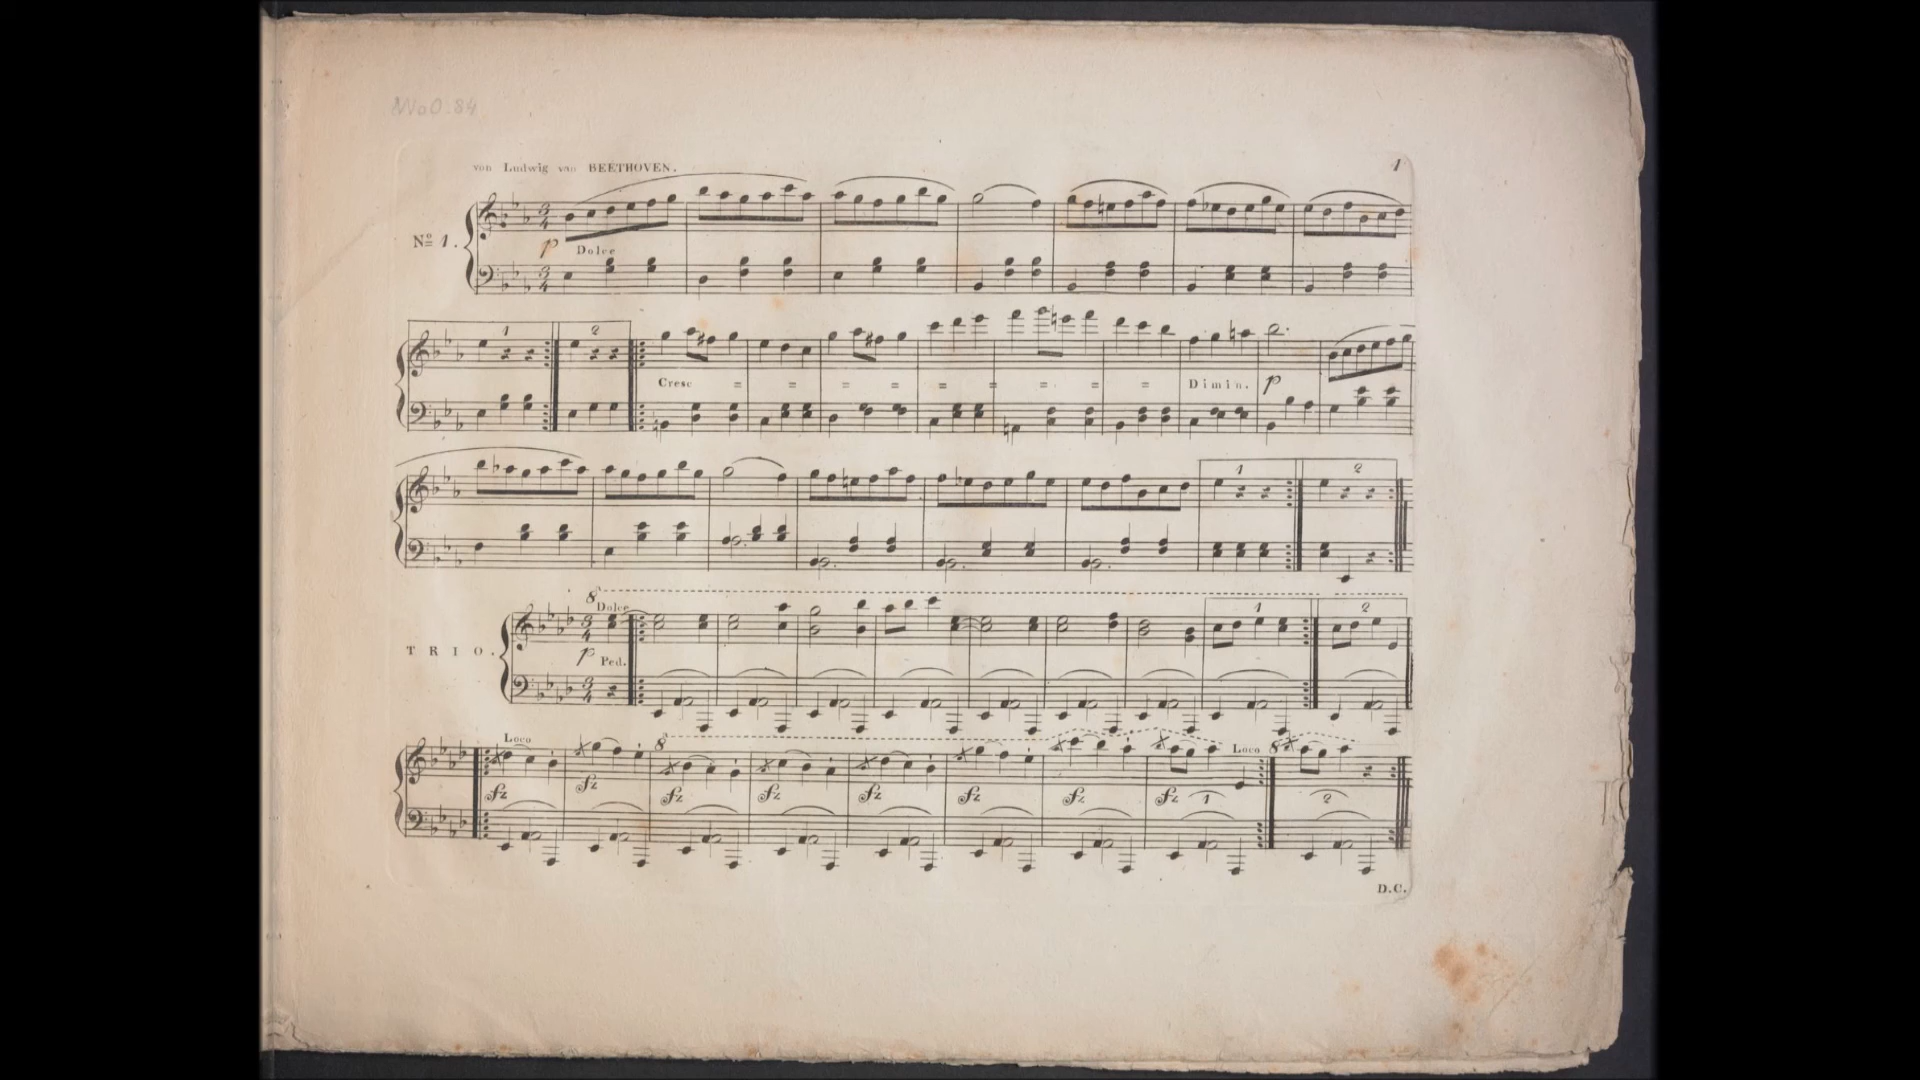 WoO.84
von Ludwig van BEETHOVEN.
1
No 1.
p Dolce
1 2
Cresc = = = = = = = = Dimin. p
1 2
8 Dolce
TRIO. p Ped.
1 2
Loco 8 Loco 8
fz fz fz fz fz fz fz fz 1 2
D.C.